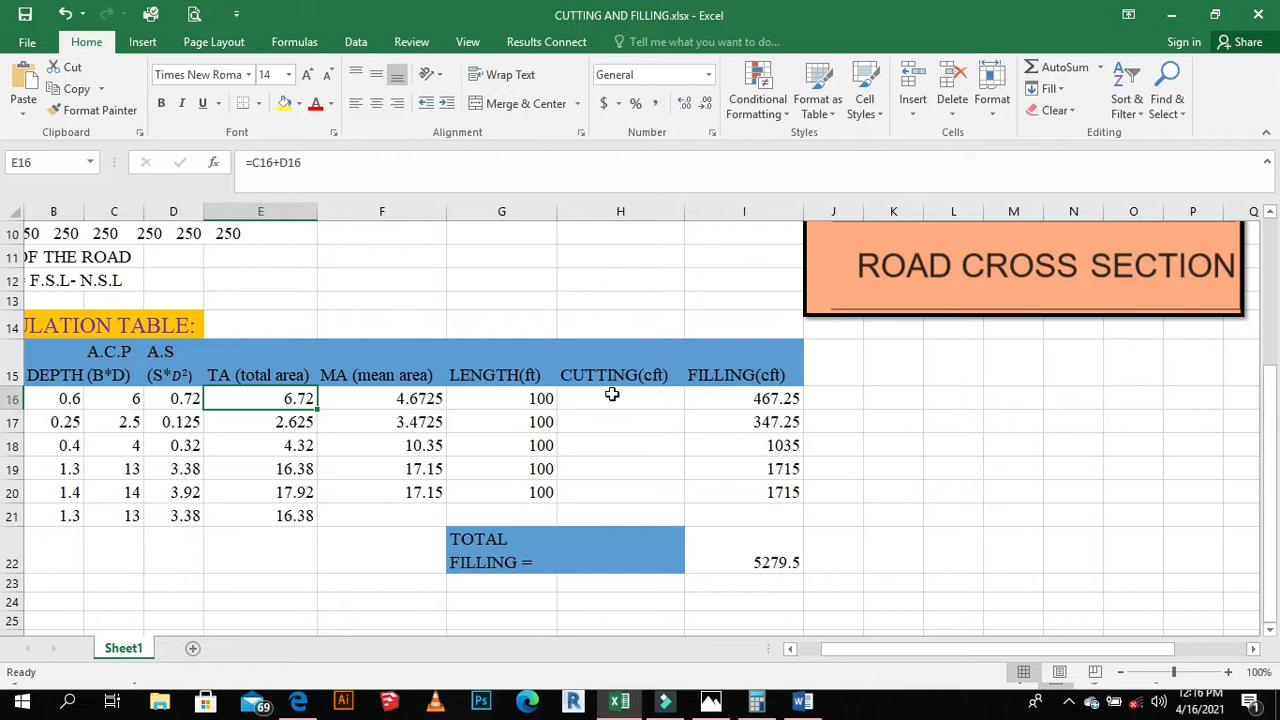 CUTTING AND FILLING.xlsx - Excel
File Home Insert Page Layout Formulas Data Review View Results Connect Tell me what you want to do... Sign in Share
Paste
Cut
Copy
Format Painter
Times New Roma 14
B I U
Wrap Text
Merge & Center
General
$ % ,
Conditional Formatting
Format as Table
Cell Styles
Insert Delete Format
AutoSum
Fill
Clear
Sort & Filter
Find & Select
Clipboard Font Alignment Number Styles Cells Editing
E16 fx =C16+D16
B C D E F G H I J K L M N O P Q
10 50 250 250 250 250 250
11 OF THE ROAD
12 F.S.L- N.S.L
13
14 ULATION TABLE:
15 DEPTH A.C.P (B*D) A.S (S*D²) TA (total area) MA (mean area) LENGTH(ft) CUTTING(cft) FILLING(cft)
16 0.6 6 0.72 6.72 4.6725 100 467.25
17 0.25 2.5 0.125 2.625 3.4725 100 347.25
18 0.4 4 0.32 4.32 10.35 100 1035
19 1.3 13 3.38 16.38 17.15 100 1715
20 1.4 14 3.92 17.92 17.15 100 1715
21 1.3 13 3.38 16.38
22 TOTAL FILLING = 5279.5
23
24
25
ROAD CROSS SECTION
Sheet1
Ready
100%
69
12:16 PM
4/16/2021